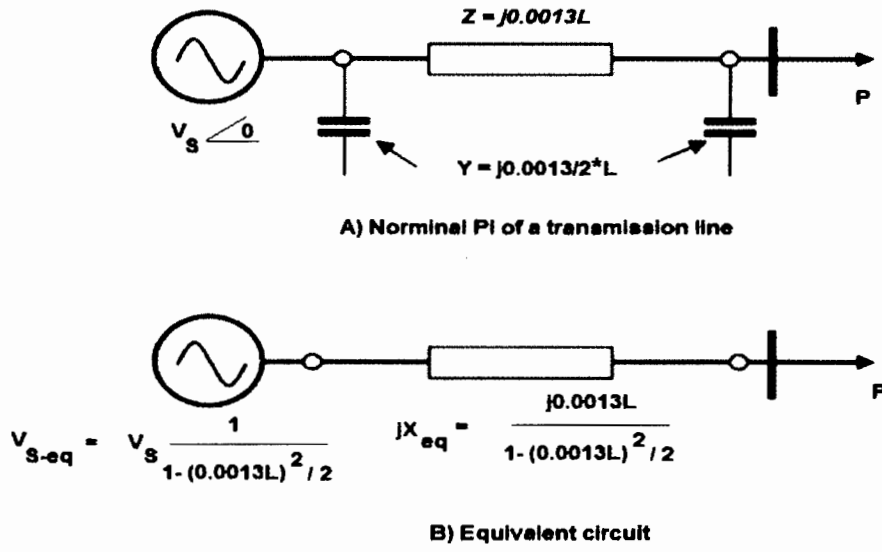 Z = j0.0013L
P
V_S ∠0
Y = j0.0013/2*L
A) Norminal PI of a transmission line
V_S-eq = V_S 1 / 1- (0.0013L)^2 / 2
jX_eq = j0.0013L / 1- (0.0013L)^2 / 2
P
B) Equivalent circuit